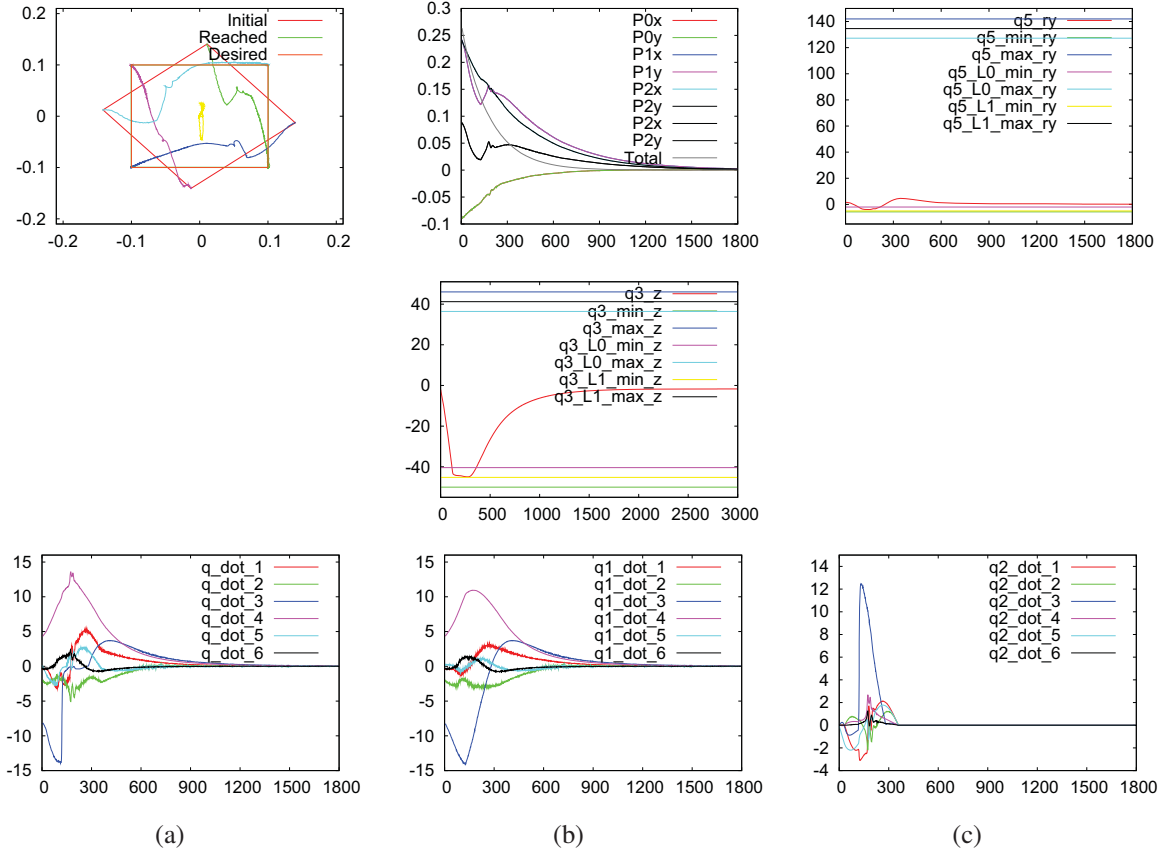 Initial
Reached
Desired
0.2
0.1
0
-0.1
-0.2
-0.2 -0.1 0 0.1 0.2
P0x
P0y
P1x
P1y
P2x
P2y
P2x
P2y
Total
0.3
0.25
0.2
0.15
0.1
0.05
0
-0.05
-0.1
0 300 600 900 1200 1500 1800
q5_ry
q5_min_ry
q5_max_ry
q5_L0_min_ry
q5_L0_max_ry
q5_L1_min_ry
q5_L1_max_ry
140
120
100
80
60
40
20
0
0 300 600 900 1200 1500 1800
q3_z
q3_min_z
q3_max_z
q3_L0_min_z
q3_L0_max_z
q3_L1_min_z
q3_L1_max_z
40
20
0
-20
-40
0 500 1000 1500 2000 2500 3000
q_dot_1
q_dot_2
q_dot_3
q_dot_4
q_dot_5
q_dot_6
15
10
5
0
-5
-10
-15
0 300 600 900 1200 1500 1800
(a)
q1_dot_1
q1_dot_2
q1_dot_3
q1_dot_4
q1_dot_5
q1_dot_6
15
10
5
0
-5
-10
-15
0 300 600 900 1200 1500 1800
(b)
q2_dot_1
q2_dot_2
q2_dot_3
q2_dot_4
q2_dot_5
q2_dot_6
14
12
10
8
6
4
2
0
-2
-4
0 300 600 900 1200 1500 1800
(c)